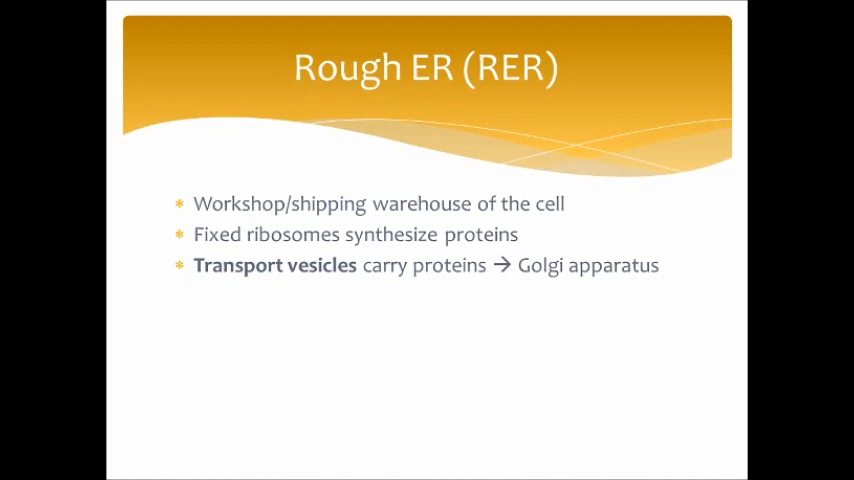 Rough ER (RER)
* Workshop/shipping warehouse of the cell
* Fixed ribosomes synthesize proteins
* Transport vesicles carry proteins → Golgi apparatus